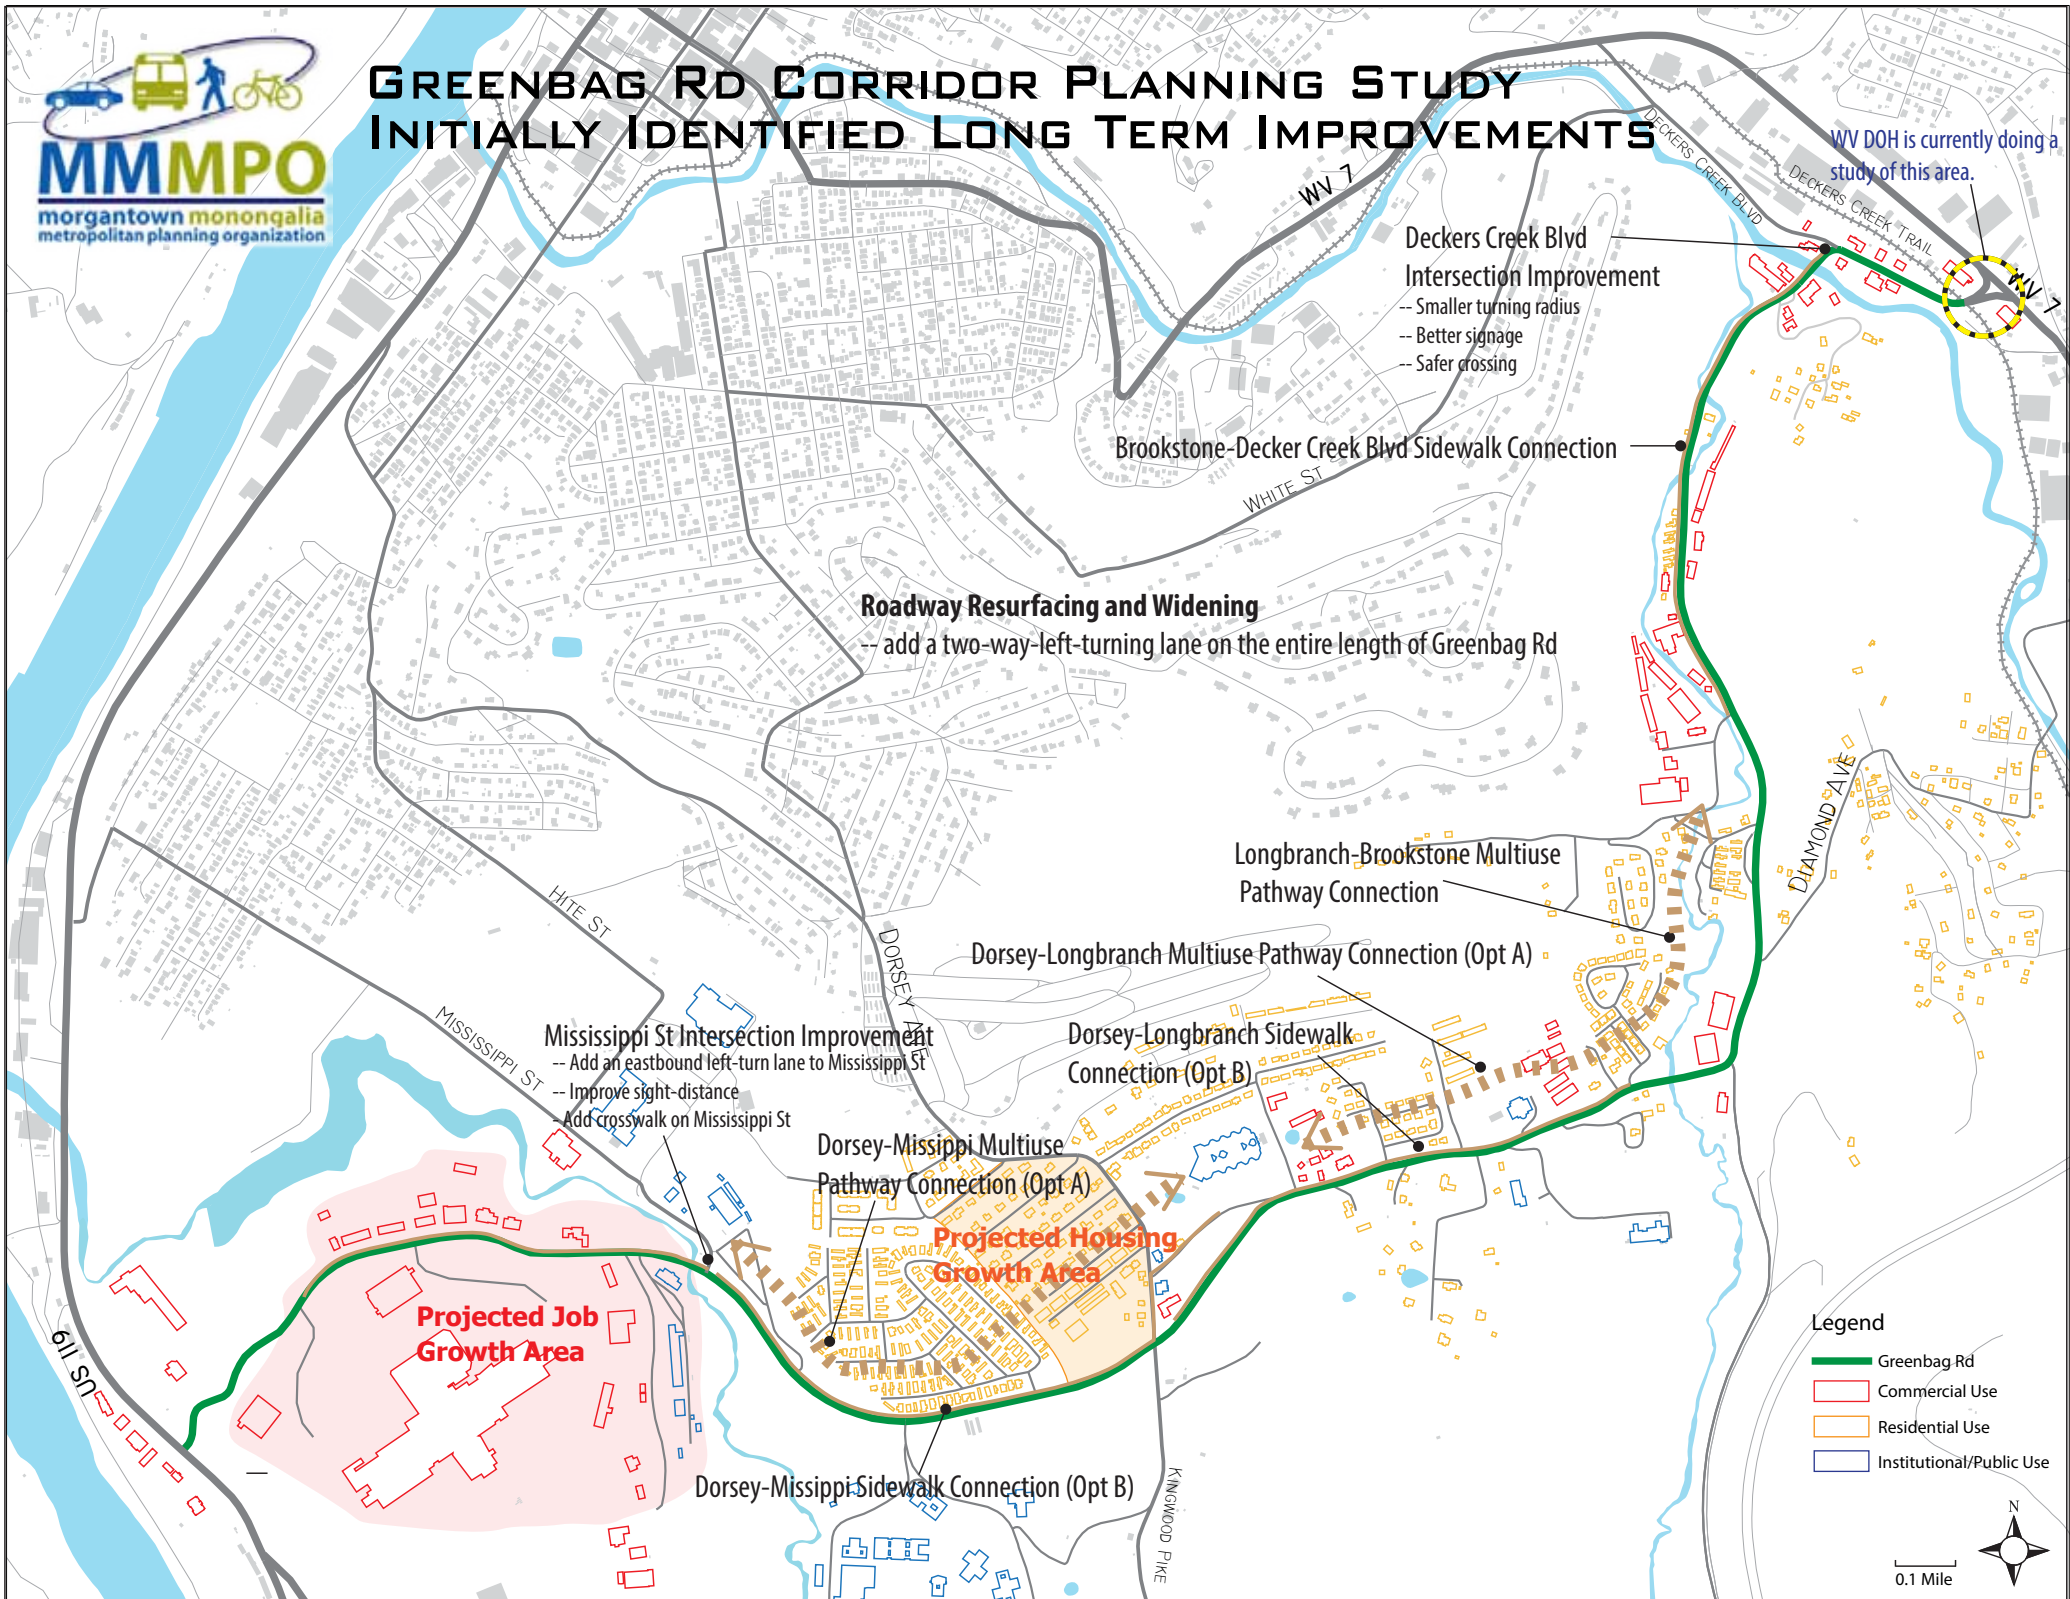 GREENBAG RD CORRIDOR PLANNING STUDY
INITIALLY IDENTIFIED LONG TERM IMPROVEMENTS
MMMPO
morgantown monongalia
metropolitan planning organization
WV DOH is currently doing a
study of this area.
DECKERS CREEK BLVD
DECKERS CREEK TRAIL
WV 7
WV 7
Deckers Creek Blvd
Intersection Improvement
-- Smaller turning radius
-- Better signage
-- Safer crossing
Brookstone-Decker Creek Blvd Sidewalk Connection
WHITE ST
Roadway Resurfacing and Widening
-- add a two-way-left-turning lane on the entire length of Greenbag Rd
DIAMOND AVE
Longbranch-Brookstone Multiuse
Pathway Connection
HITE ST
DORSEY AVE
Dorsey-Longbranch Multiuse Pathway Connection (Opt A)
MISSISSIPPI ST
Mississippi St Intersection Improvement
-- Add an eastbound left-turn lane to Mississippi St
-- Improve sight-distance
- Add crosswalk on Mississippi St
Dorsey-Longbranch Sidewalk
Connection (Opt B)
Dorsey-Missippi Multiuse
Pathway Connection (Opt A)
Projected Housing
Growth Area
Projected Job
Growth Area
US 119
Dorsey-Missippi Sidewalk Connection (Opt B)
KINGWOOD PIKE
Legend
Greenbag Rd
Commercial Use
Residential Use
Institutional/Public Use
N
0.1 Mile